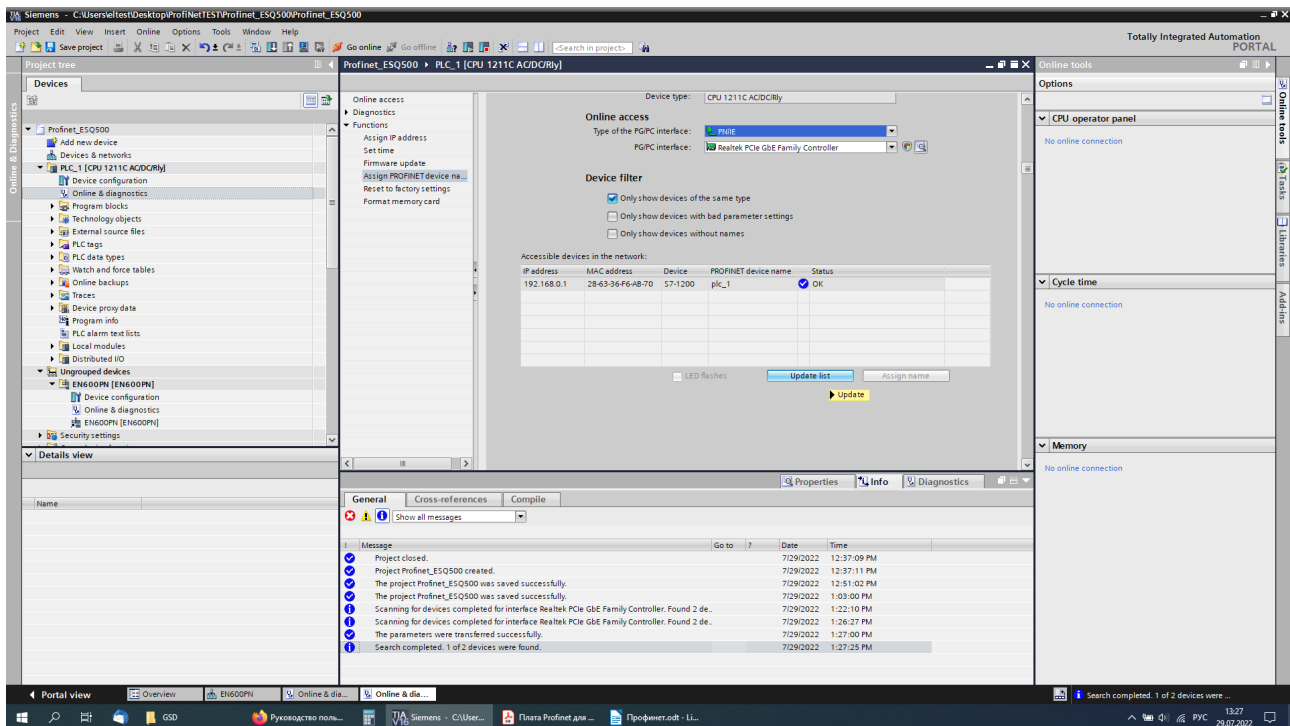 Siemens - C:\Users\eltest\Desktop\ProfiNetTEST\Profinet_ESQ500\Profinet_ESQ500
Project Edit View Insert Online Options Tools Window Help
Totally Integrated Automation
PORTAL
Save project
Go online
Go offline
<Search in project>
Project tree
Profinet_ESQ500 ▸ PLC_1 [CPU 1211C AC/DC/Rly]
Online tools
Devices
Options
Online & Diagnostics
Profinet_ESQ500
Add new device
Devices & networks
PLC_1 [CPU 1211C AC/DC/Rly]
Device configuration
Online & diagnostics
Program blocks
Technology objects
External source files
PLC tags
PLC data types
Watch and force tables
Online backups
Traces
Device proxy data
Program info
PLC alarm text lists
Local modules
Distributed I/O
Ungrouped devices
EN600PN [EN600PN]
Device configuration
Online & diagnostics
EN600PN [EN600PN]
Security settings
Details view
Name
Online access
Diagnostics
Functions
Assign IP address
Set time
Firmware update
Assign PROFINET device na...
Reset to factory settings
Format memory card
Device type: CPU 1211C AC/DC/Rly
Online access
Type of the PG/PC interface: PN/IE
PG/PC interface: Realtek PCIe GbE Family Controller
Device filter
Only show devices of the same type
Only show devices with bad parameter settings
Only show devices without names
Accessible devices in the network:
IP address MAC address Device PROFINET device name Status
192.168.0.1 28-63-36-F6-AB-70 S7-1200 plc_1 OK
LED flashes
Update list
Assign name
Update
CPU operator panel
No online connection
Cycle time
No online connection
Memory
No online connection
Online tools
Tasks
Libraries
Add-ins
Properties
Info
Diagnostics
General Cross-references Compile
Show all messages
! Message Go to ? Date Time
Project closed. 7/29/2022 12:37:09 PM
Project Profinet_ESQ500 created. 7/29/2022 12:37:11 PM
The project Profinet_ESQ500 was saved successfully. 7/29/2022 12:51:02 PM
The project Profinet_ESQ500 was saved successfully. 7/29/2022 1:03:00 PM
Scanning for devices completed for interface Realtek PCIe GbE Family Controller. Found 2 de.. 7/29/2022 1:22:10 PM
Scanning for devices completed for interface Realtek PCIe GbE Family Controller. Found 2 de.. 7/29/2022 1:26:27 PM
The parameters were transferred successfully. 7/29/2022 1:27:00 PM
Search completed. 1 of 2 devices were found. 7/29/2022 1:27:25 PM
Portal view
Overview
EN600PN
Online & dia...
Online & dia...
Search completed. 1 of 2 devices were ...
GSD
Руководство поль...
Siemens - C:\User...
Плата Profinet для ...
Профинет.odt - Li...
РУС
13:27
29.07.2022